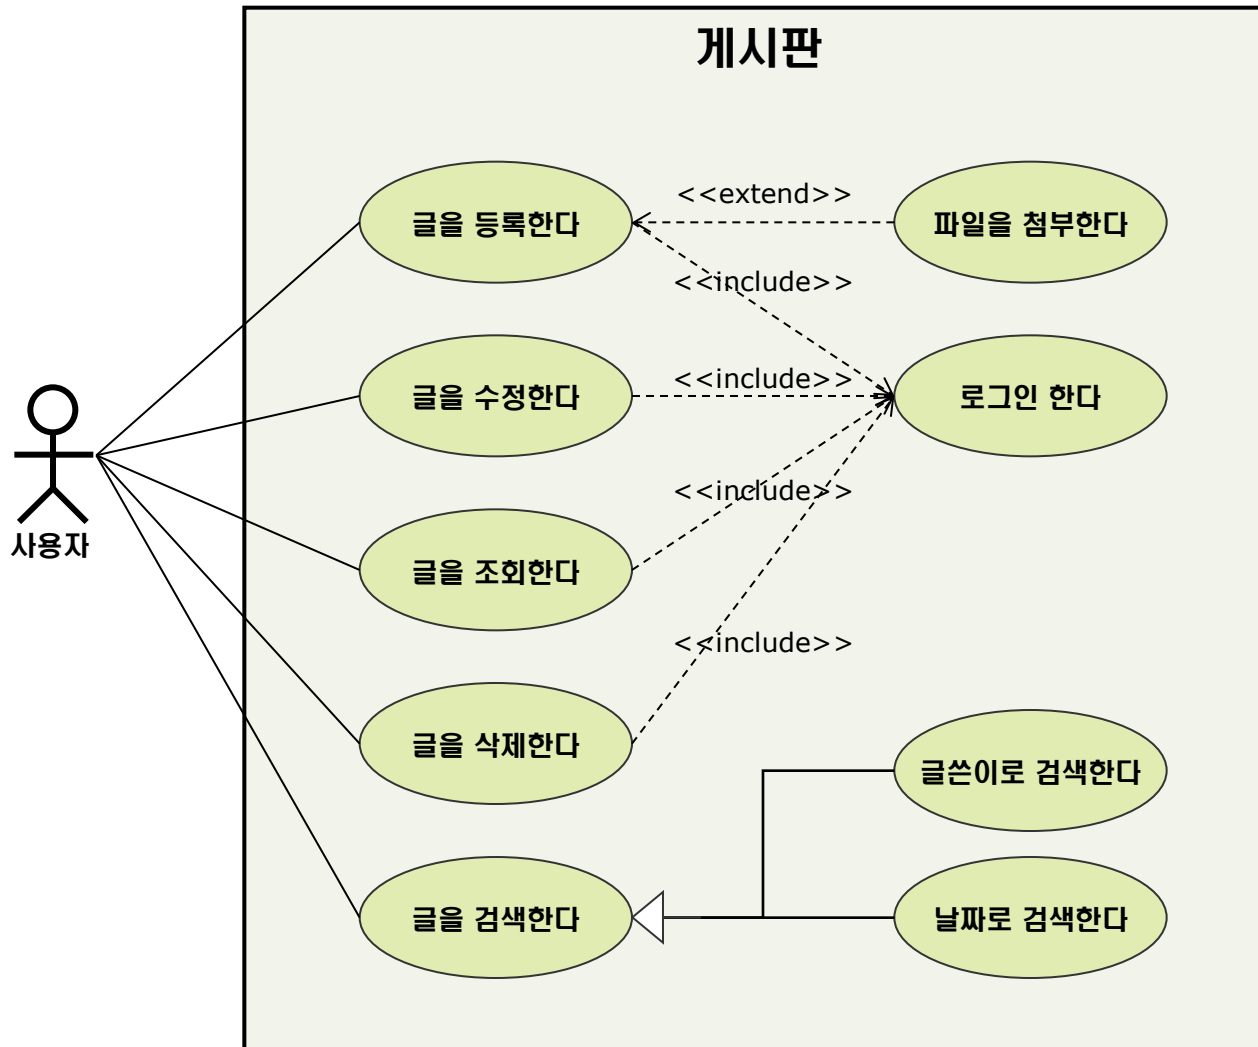 게시판
글을 등록한다
<<extend>>
파일을 첨부한다
<<include>>
글을 수정한다
<<include>>
로그인 한다
<<include>>
사용자
글을 조회한다
<<include>>
글을 삭제한다
글쓴이로 검색한다
글을 검색한다
날짜로 검색한다